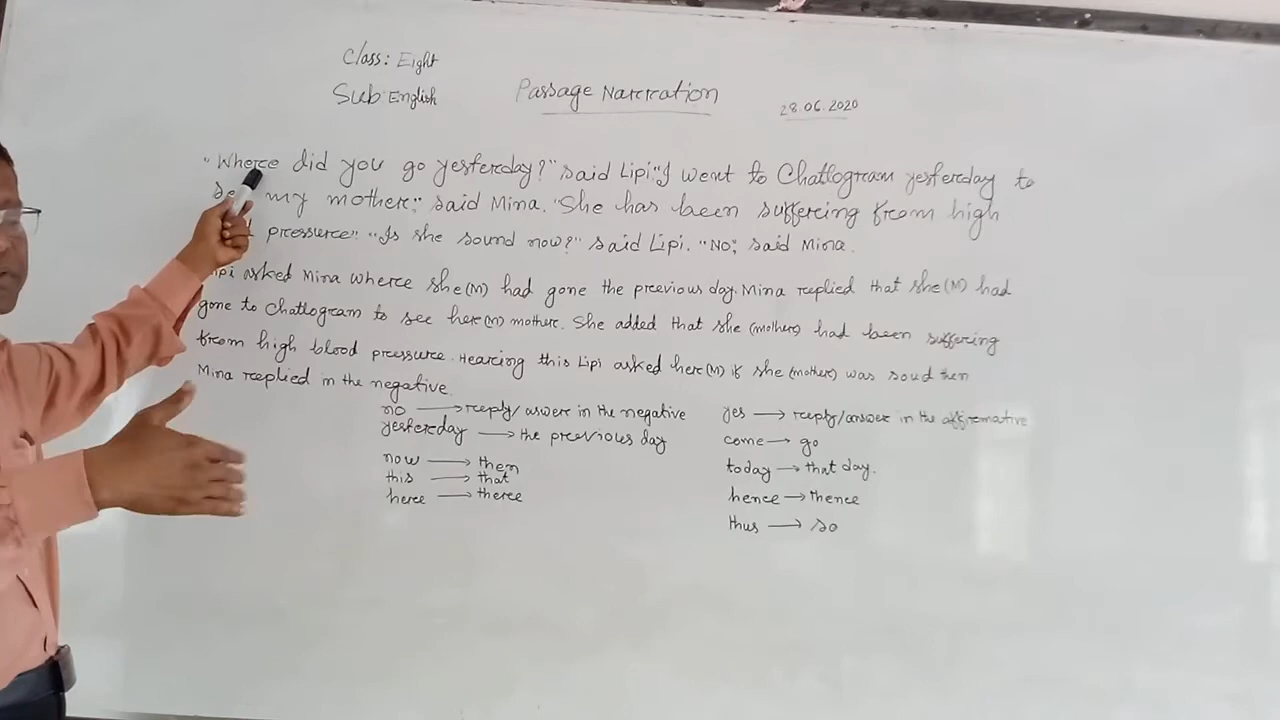 Class: Eight
Sub: English
Passage Narration
28.06.2020
"Where did you go yesterday?" said Lipi. "I went to Chattogram yesterday to
my mother," said Mina. "She has been suffering from high
pressure." "Is she sound now?" said Lipi. "No," said Mina.
Lipi asked Mina where she (M) had gone the previous day. Mina replied that she (M) had
gone to Chattogram to see her (M) mother. She added that she (mother) had been suffering
from high blood pressure. Hearing this Lipi asked her (M) if she (mother) was soud then
Mina replied in the negative.
no → reply/ aswer in the negative
yesterday → the previous day
now → then
this → that
here → there
yes → reply/answer in the affirmative
come → go
today → that day.
hence → thence
thus → so